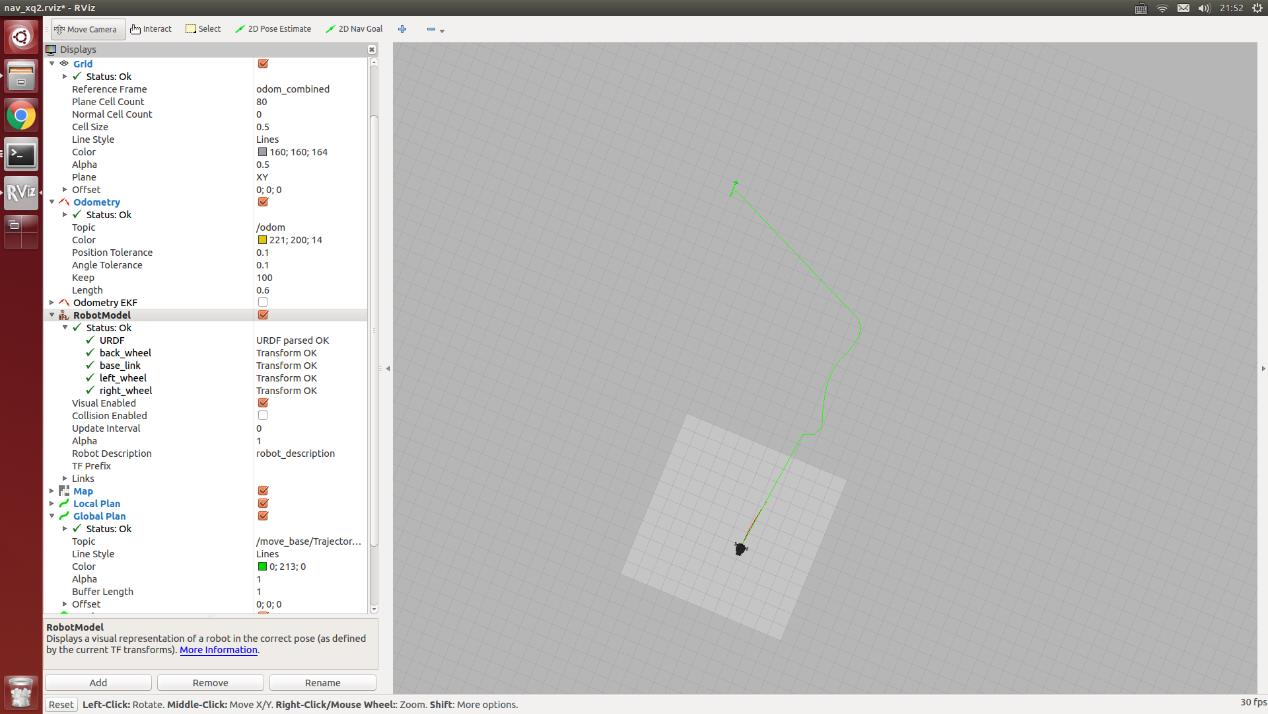 nav_xq2.rviz* - RViz
21:52
Move Camera Interact Select 2D Pose Estimate 2D Nav Goal
Displays
Grid
Status: Ok
Reference Frame odom_combined
Plane Cell Count 80
Normal Cell Count 0
Cell Size 0.5
Line Style Lines
Color 160; 160; 164
Alpha 0.5
Plane XY
Offset 0; 0; 0
Odometry
Status: Ok
Topic /odom
Color 221; 200; 14
Position Tolerance 0.1
Angle Tolerance 0.1
Keep 100
Length 0.6
Odometry EKF
RobotModel
Status: Ok
URDF URDF parsed OK
back_wheel Transform OK
base_link Transform OK
left_wheel Transform OK
right_wheel Transform OK
Visual Enabled
Collision Enabled
Update Interval 0
Alpha 1
Robot Description robot_description
TF Prefix
Links
Map
Local Plan
Global Plan
Status: Ok
Topic /move_base/Trajector...
Line Style Lines
Color 0; 213; 0
Alpha 1
Buffer Length 1
Offset 0; 0; 0
RobotModel
Displays a visual representation of a robot in the correct pose (as defined
by the current TF transforms). More Information.
Add Remove Rename
Reset Left-Click: Rotate. Middle-Click: Move X/Y. Right-Click/Mouse Wheel:: Zoom. Shift: More options. 30 fps
RViz